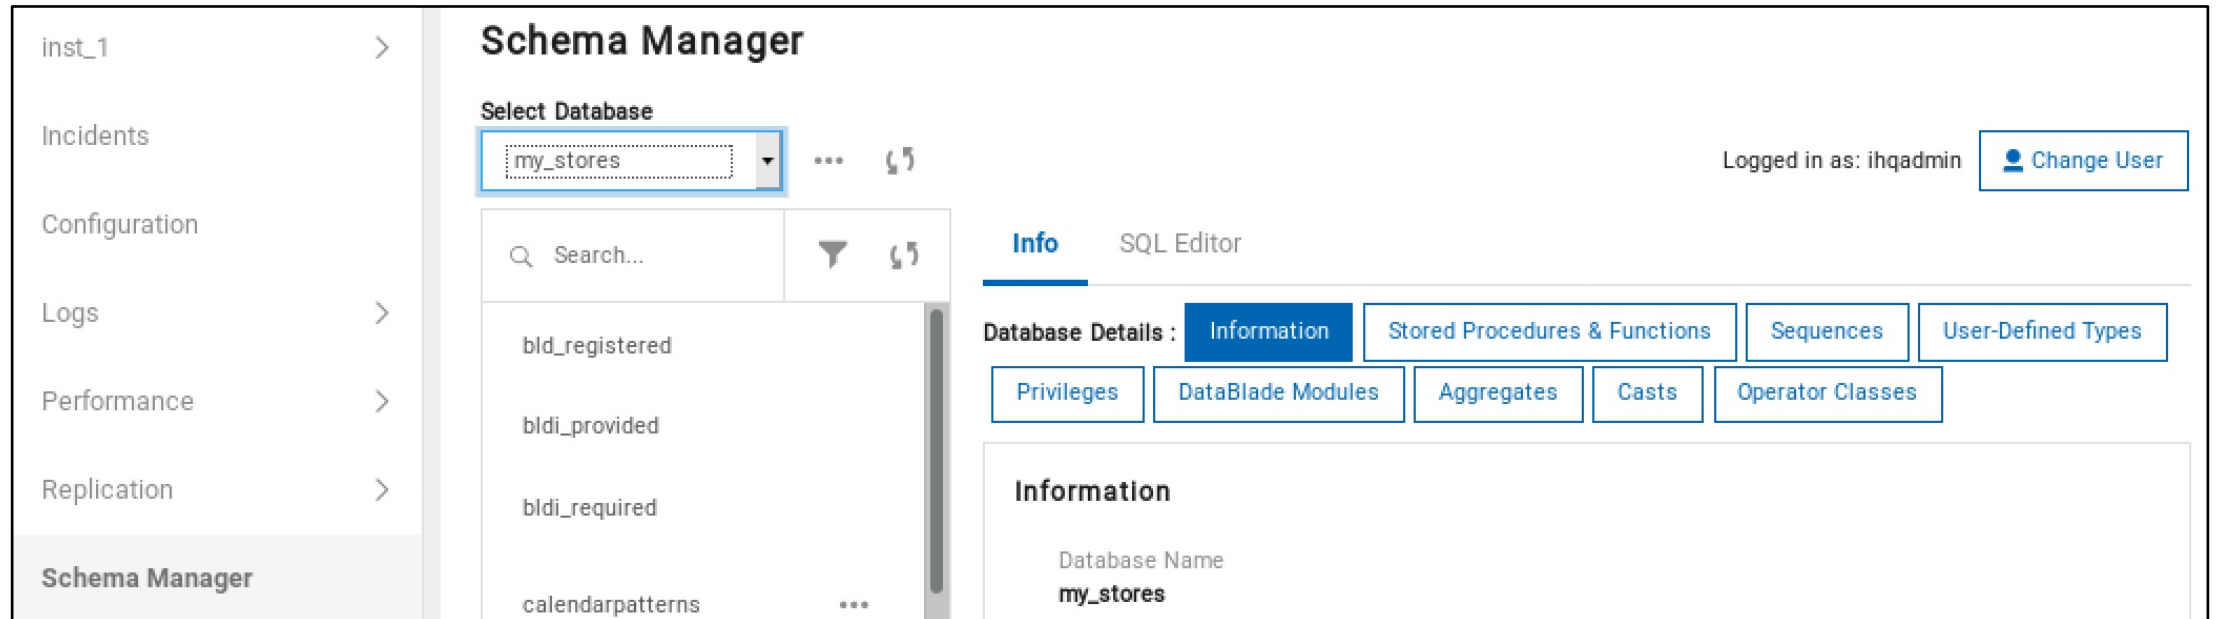 inst_1
Incidents
Configuration
Logs
Performance
Replication
Schema Manager
Schema Manager
Select Database
my_stores
Logged in as: ihqadmin
Change User
Search...
bld_registered
bldi_provided
bldi_required
calendarpatterns
Info
SQL Editor
Database Details :
Information
Stored Procedures & Functions
Sequences
User-Defined Types
Privileges
DataBlade Modules
Aggregates
Casts
Operator Classes
Information
Database Name
my_stores